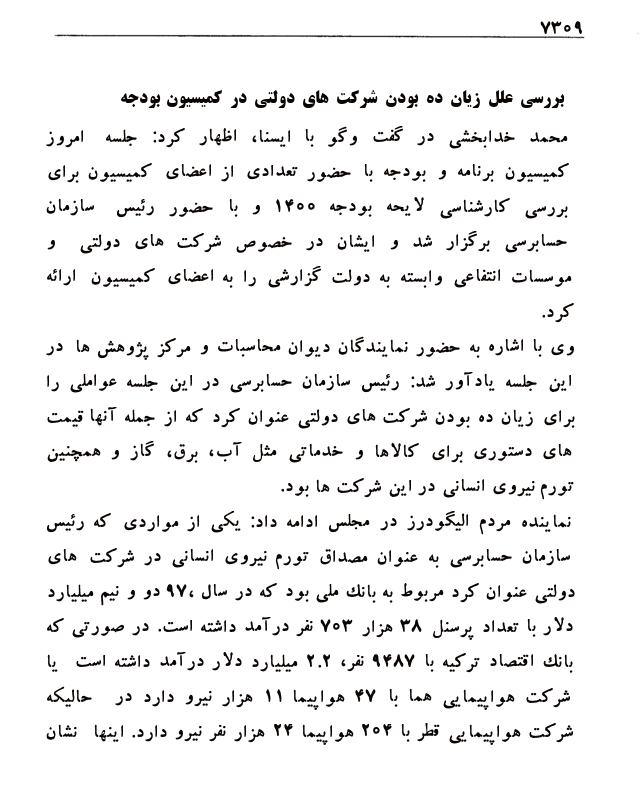 ۷۳۰۹
بررسی علل زیان ده بودن شرکت های دولتی در کمیسیون بودجه
محمد خدابخشی در گفت وگو با ایسنا، اظهار کرد: جلسه امروز
کمیسیون برنامه و بودجه با حضور تعدادی از اعضای کمیسیون برای
بررسی کارشناسی لایحه بودجه ۱۴۰۰ و با حضور رئیس سازمان
حسابرسی برگزار شد و ایشان در خصوص شرکت های دولتی و
موسسات انتفاعی وابسته به دولت گزارشی را به اعضای کمیسیون ارائه
کرد.
وی با اشاره به حضور نمایندگان دیوان محاسبات و مرکز پژوهش ها در
این جلسه یادآور شد: رئیس سازمان حسابرسی در این جلسه عواملی را
برای زیان ده بودن شرکت های دولتی عنوان کرد که از جمله آنها قیمت
های دستوری برای کالاها و خدماتی مثل آب، برق، گاز و همچنین
تورم نیروی انسانی در این شرکت ها بود.
نماینده مردم الیگودرز در مجلس ادامه داد: یکی از مواردی که رئیس
سازمان حسابرسی به عنوان مصداق تورم نیروی انسانی در شرکت های
دولتی عنوان کرد مربوط به بانک ملی بود که در سال ۹۷، دو و نیم میلیارد
دلار با تعداد پرسنل ۳۸ هزار ۷۰۳ نفر درآمد داشته است. در صورتی که
بانک اقتصاد ترکیه با ۹۴۸۷ نفر، ۲.۲ میلیارد دلار درآمد داشته است یا
شرکت هواپیمایی هما با ۴۷ هواپیما ۱۱ هزار نیرو دارد در حالیکه
شرکت هواپیمایی قطر با ۲۰۴ هواپیما ۲۴ هزار نفر نیرو دارد. اینها نشان